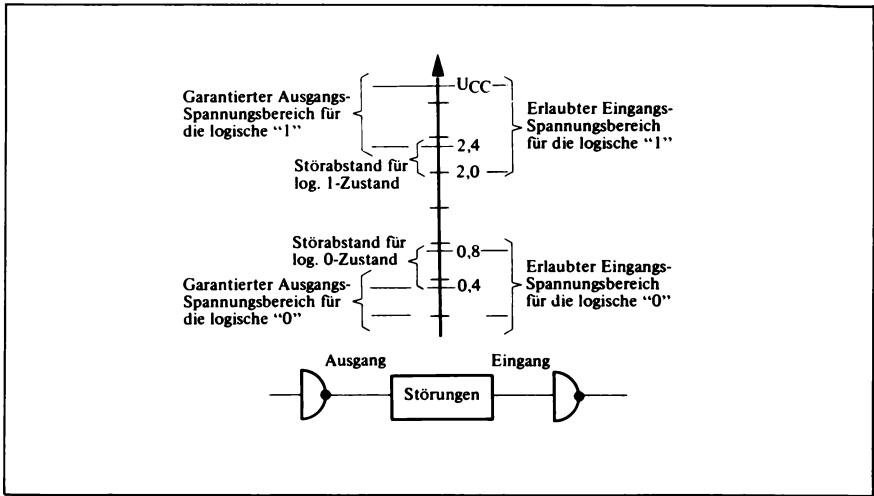 UCC
Garantierter Ausgangs-
Spannungsbereich für
die logische “1”
Erlaubter Eingangs-
Spannungsbereich
für die logische “1”
2,4
Störabstand für
log. 1-Zustand
2,0
Störabstand für
log. 0-Zustand
0,8
Erlaubter Eingangs-
Spannungsbereich
für die logische “0”
0,4
Garantierter Ausgangs-
Spannungsbereich für
die logische “0”
Ausgang
Eingang
Störungen